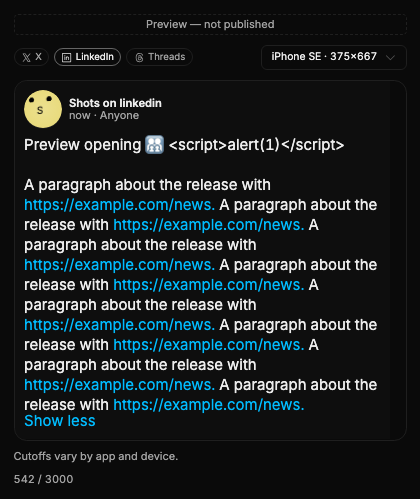 Preview — not published
X
LinkedIn
Threads
iPhone SE · 375×667
S
Shots on linkedin
now · Anyone
Preview opening <script>alert(1)</script>
A paragraph about the release with
https://example.com/news. A paragraph about the
release with https://example.com/news. A
paragraph about the release with
https://example.com/news. A paragraph about the
release with https://example.com/news. A
paragraph about the release with
https://example.com/news. A paragraph about the
release with https://example.com/news. A
paragraph about the release with
https://example.com/news. A paragraph about the
release with https://example.com/news.
Show less
Cutoffs vary by app and device.
542 / 3000